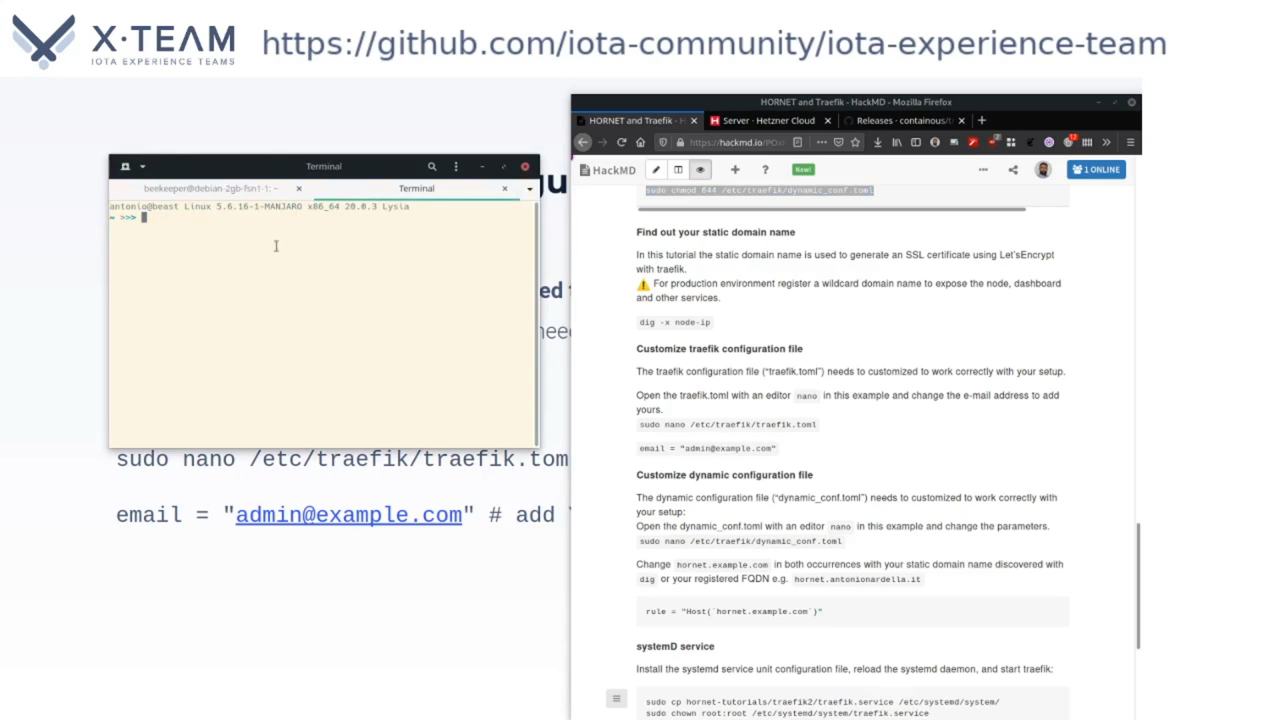 X·TEAM
IOTA EXPERIENCE TEAMS
https://github.com/iota-community/iota-experience-team
Terminal
beekeeper@debian-2gb-fsn1-1: ~
Terminal
antonio@beast Linux 5.6.16-1-MANJARO x86_64 20.0.3 Lysia
~ >>>
gu
ed t
need
sudo nano /etc/traefik/traefik.tom
email = "admin@example.com" # add
HORNET and Traefik - HackMD - Mozilla Firefox
HORNET and Traefik - H
Server · Hetzner Cloud
Releases · containous/t
https://hackmd.io/POx
HackMD
New!
1 ONLINE
sudo chmod 644 /etc/traefik/dynamic_conf.toml
Find out your static domain name
In this tutorial the static domain name is used to generate an SSL certificate using Let'sEncrypt
with traefik.
⚠️ For production environment register a wildcard domain name to expose the node, dashboard
and other services.
dig -x node-ip
Customize traefik configuration file
The traefik configuration file ("traefik.toml") needs to customized to work correctly with your setup.
Open the traefik.toml with an editor nano in this example and change the e-mail address to add
yours.
sudo nano /etc/traefik/traefik.toml
email = "admin@example.com"
Customize dynamic configuration file
The dynamic configuration file ("dynamic_conf.toml") needs to customized to work correctly with
your setup:
Open the dynamic_conf.toml with an editor nano in this example and change the parameters.
sudo nano /etc/traefik/dynamic_conf.toml
Change hornet.example.com in both occurrences with your static domain name discovered with
dig or your registered FQDN e.g. hornet.antonionardella.it
rule = "Host(`hornet.example.com`)"
systemD service
Install the systemd service unit configuration file, reload the systemd daemon, and start traefik:
sudo cp hornet-tutorials/traefik2/traefik.service /etc/systemd/system/
sudo chown root:root /etc/systemd/system/traefik.service